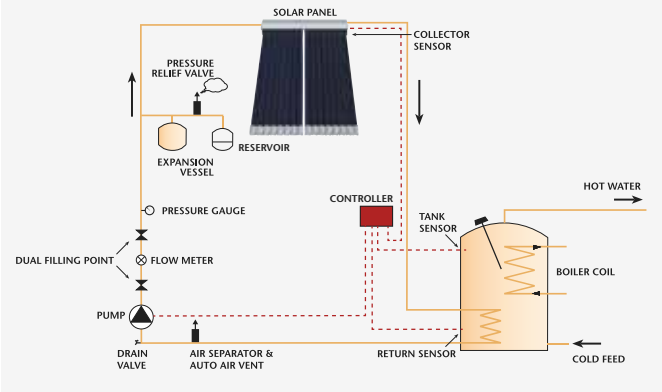 SOLAR PANEL
COLLECTOR
SENSOR
PRESSURE
RELIEF VALVE
RESERVOIR
EXPANSION
VESSEL
HOT WATER
CONTROLLER
PRESSURE GAUGE
TANK
SENSOR
DUAL FILLING POINT
FLOW METER
BOILER COIL
PUMP
DRAIN
VALVE
AIR SEPARATOR &
AUTO AIR VENT
RETURN SENSOR
COLD FEED